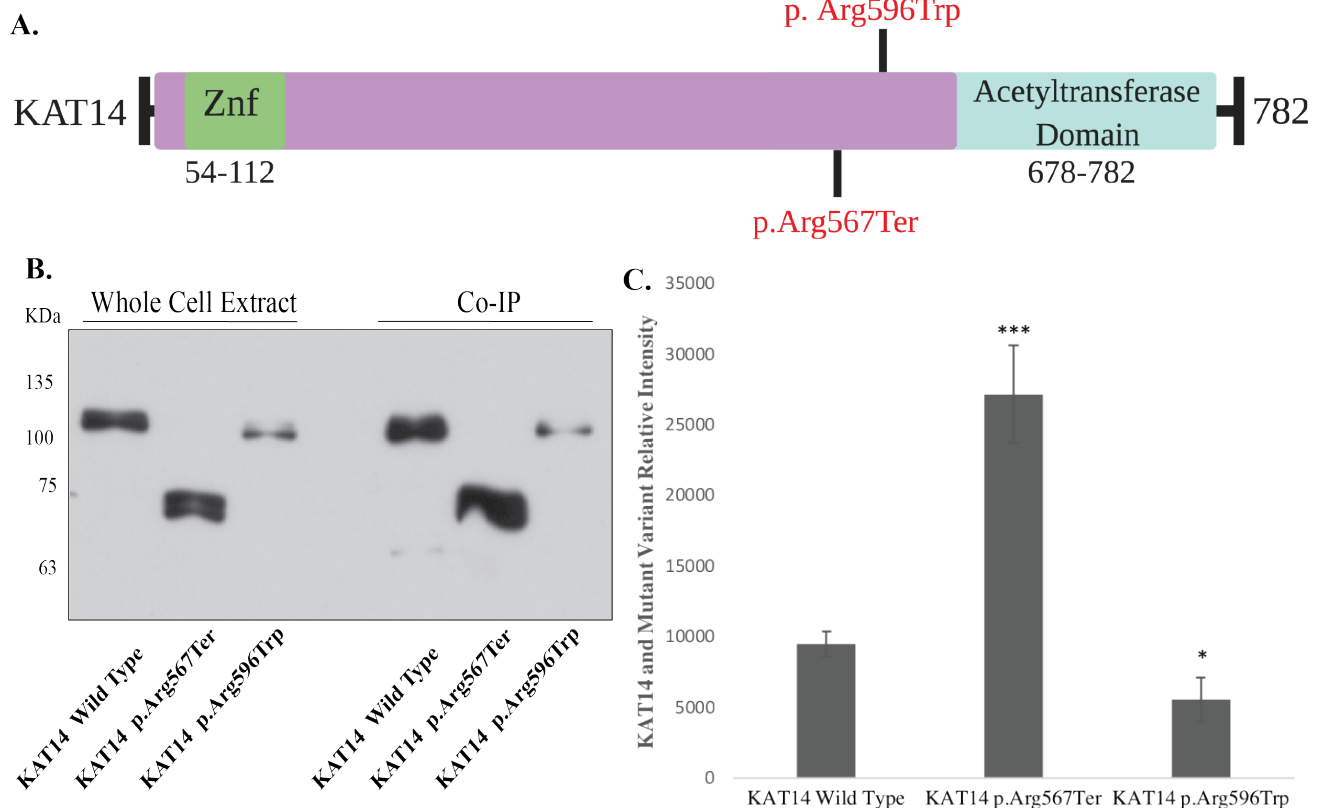 A.
p. Arg596Trp
KAT14
Znf
Acetyltransferase
Domain
782
54-112
678-782
p.Arg567Ter
B.
Whole Cell Extract
Co-IP
KDa
135
100
75
63
KAT14 Wild Type
KAT14 p.Arg567Ter
KAT14 p.Arg596Trp
KAT14 Wild Type
KAT14 p.Arg567Ter
KAT14 p.Arg596Trp
C.
KAT14 and Mutant Variant Relative Intensity
35000
30000
25000
20000
15000
10000
5000
0
***
*
KAT14 Wild Type
KAT14 p.Arg567Ter
KAT14 p.Arg596Trp